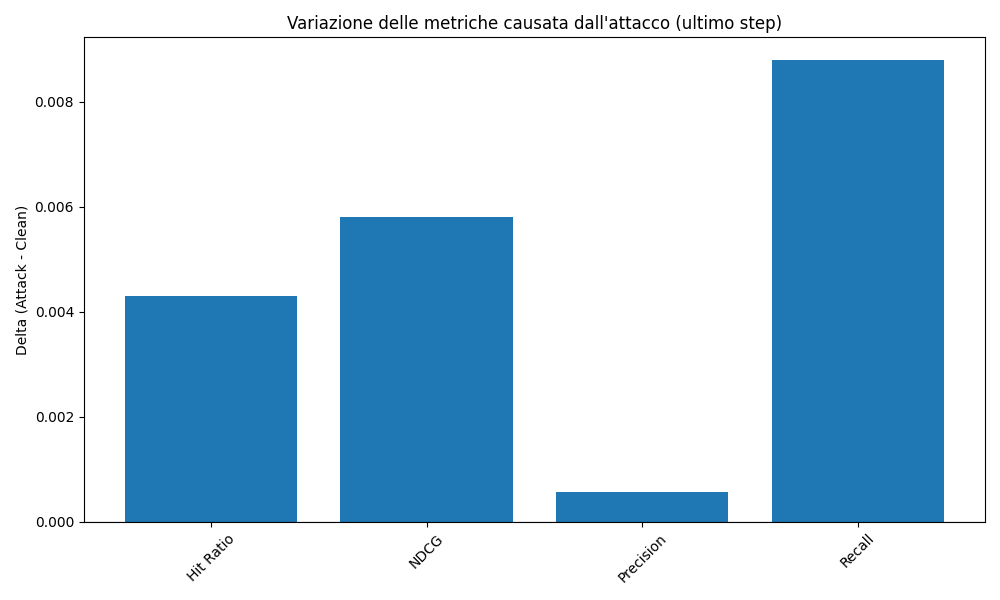 Variazione delle metriche causata dall'attacco (ultimo step)
Delta (Attack - Clean)
0.008
0.006
0.004
0.002
0.000
Hit Ratio
NDCG
Precision
Recall